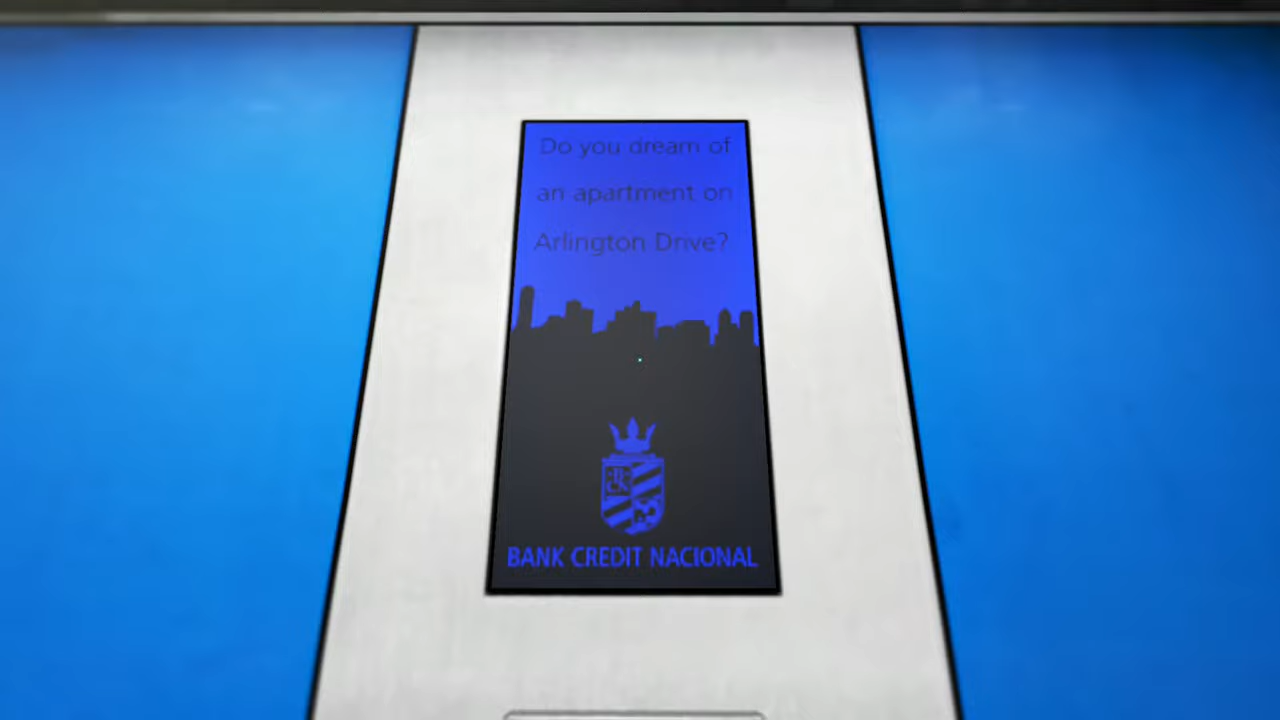 Do you dream of
an apartment on
Arlington Drive?
BANK CREDIT NACIONAL